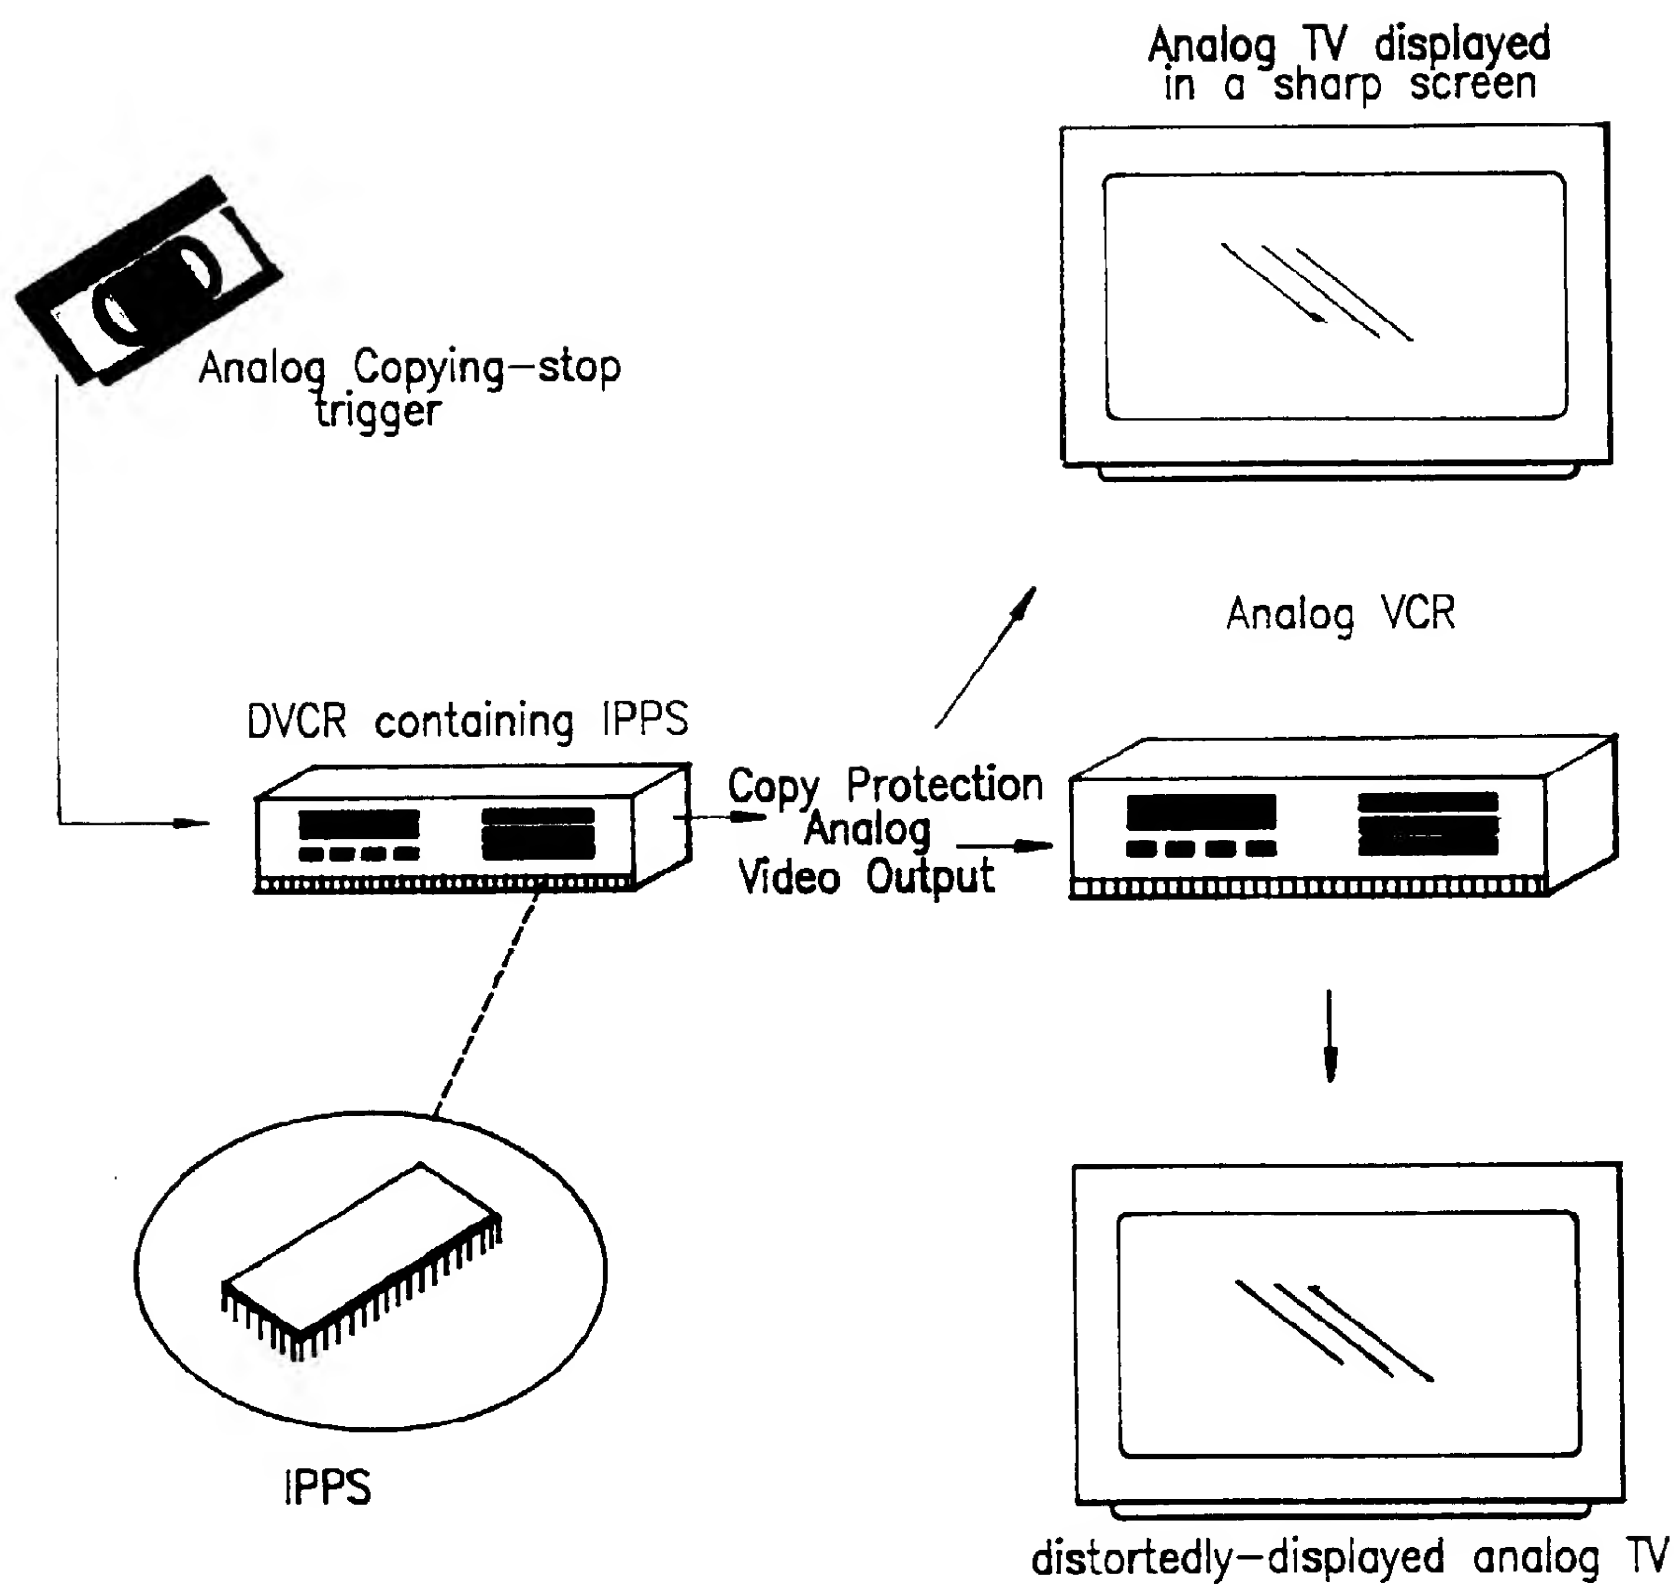 Analog TV displayed
in a sharp screen
Analog Copying-stop
trigger
Analog VCR
DVCR containing IPPS
Copy Protection
Analog
Video Output
IPPS
distortedly-displayed analog TV